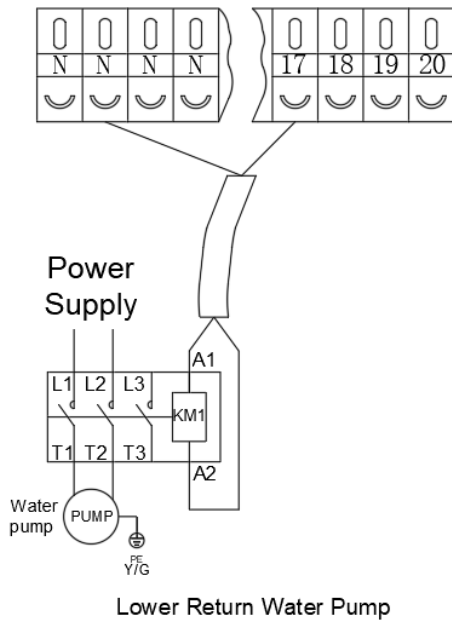 N N N N 17 18 19 20
Power
Supply
A1
L1 L2 L3
KM1
T1 T2 T3
A2
Water
pump
PUMP
PE
Y/G
Lower Return Water Pump